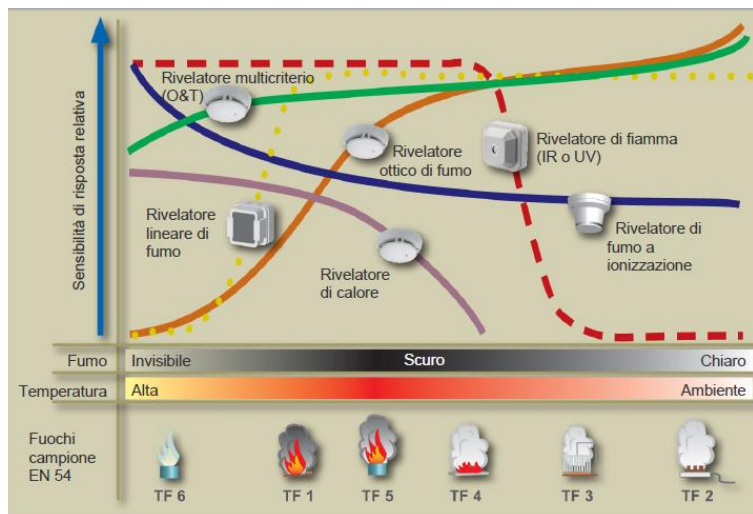 Sensibilità di risposta relativa
Rivelatore multicriterio
(O&T)
Rivelatore
ottico di fumo
Rivelatore di fiamma
(IR o UV)
Rivelatore
lineare di
fumo
Rivelatore
di calore
Rivelatore di
fumo a
ionizzazione
Fumo
Invisibile
Scuro
Chiaro
Temperatura
Alta
Ambiente
Fuochi
campione
EN 54
TF 6
TF 1
TF 5
TF 4
TF 3
TF 2